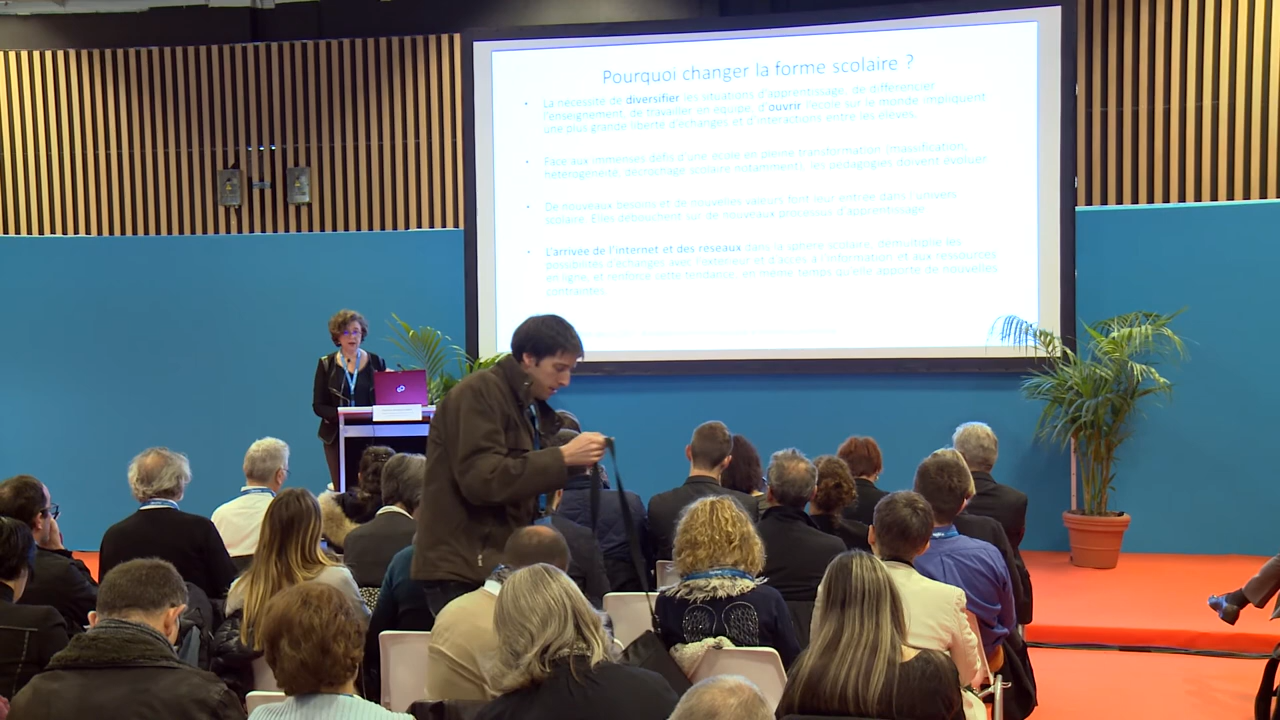 Pourquoi changer la forme scolaire ?
• La nécessité de diversifier les situations d'apprentissage, de différencier
l'enseignement, de travailler en équipe, d'ouvrir l'école sur le monde impliquent
une plus grande liberté d'échanges et d'interactions entre les élèves.
• Face aux immenses défis d'une école en pleine transformation (massification,
hétérogénéité, décrochage scolaire notamment), les pédagogies doivent évoluer.
• De nouveaux besoins et de nouvelles valeurs font leur entrée dans l'univers
scolaire. Elles débouchent sur de nouveaux processus d'apprentissage.
• L'arrivée de l'internet et des réseaux dans la sphère scolaire, démultiplie les
possibilités d'échanges avec l'extérieur et d'accès à l'information et aux ressources
en ligne, et renforce cette tendance, en même temps qu'elle apporte de nouvelles
contraintes.